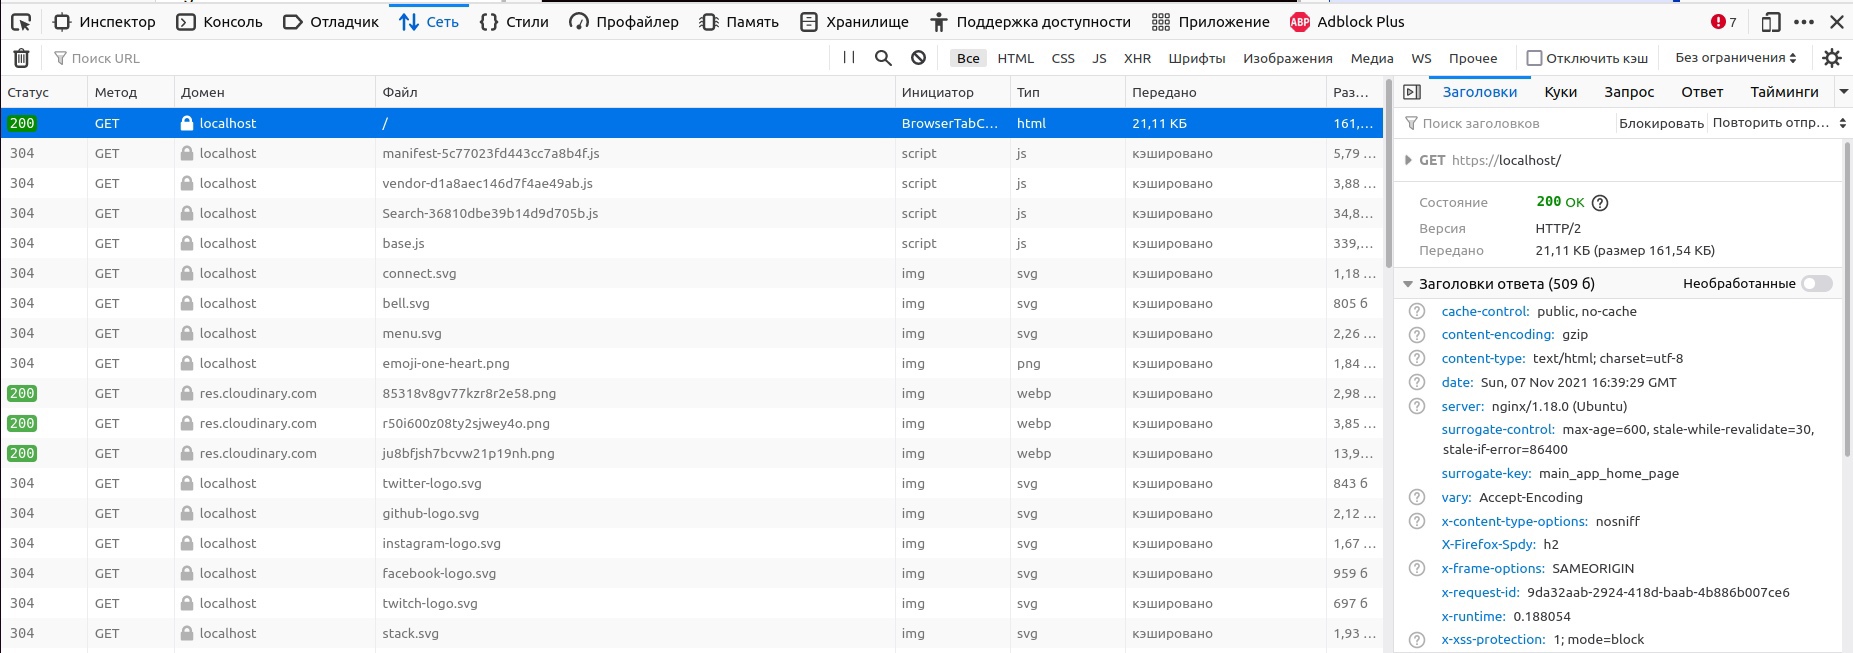 Инспектор Консоль Отладчик Сеть Стили Профайлер Память Хранилище Поддержка доступности Приложение ABP Adblock Plus 7
Поиск URL Все HTML CSS JS XHR Шрифты Изображения Медиа WS Прочее Отключить кэш Без ограничения
Статус Метод Домен Файл Инициатор Тип Передано Раз…
200 GET localhost / BrowserTabC… html 21,11 КБ 161,…
304 GET localhost manifest-5c77023fd443cc7a8b4f.js script js кэшировано 5,79 …
304 GET localhost vendor-d1a8aec146d7f4ae49ab.js script js кэшировано 3,88 …
304 GET localhost Search-36810dbe39b14d9d705b.js script js кэшировано 34,8…
304 GET localhost base.js script js кэшировано 339,…
304 GET localhost connect.svg img svg кэшировано 1,18 …
304 GET localhost bell.svg img svg кэшировано 805 б
304 GET localhost menu.svg img svg кэшировано 2,26 …
304 GET localhost emoji-one-heart.png img png кэшировано 1,84 …
200 GET res.cloudinary.com 85318v8gv77kzr8r2e58.png img webp кэшировано 2,98 …
200 GET res.cloudinary.com r50i600z08ty2sjwey4o.png img webp кэшировано 3,85 …
200 GET res.cloudinary.com ju8bfjsh7bcvw21p19nh.png img webp кэшировано 13,9…
304 GET localhost twitter-logo.svg img svg кэшировано 843 б
304 GET localhost github-logo.svg img svg кэшировано 2,12 …
304 GET localhost instagram-logo.svg img svg кэшировано 1,67 …
304 GET localhost facebook-logo.svg img svg кэшировано 959 б
304 GET localhost twitch-logo.svg img svg кэшировано 697 б
304 GET localhost stack.svg img svg кэшировано 1,93 …
Заголовки Куки Запрос Ответ Тайминги
Поиск заголовков Блокировать Повторить отпр…
GET https://localhost/
Состояние 200 OK
Версия HTTP/2
Передано 21,11 КБ (размер 161,54 КБ)
Заголовки ответа (509 б) Необработанные
cache-control: public, no-cache
content-encoding: gzip
content-type: text/html; charset=utf-8
date: Sun, 07 Nov 2021 16:39:29 GMT
server: nginx/1.18.0 (Ubuntu)
surrogate-control: max-age=600, stale-while-revalidate=30,
stale-if-error=86400
surrogate-key: main_app_home_page
vary: Accept-Encoding
x-content-type-options: nosniff
X-Firefox-Spdy: h2
x-frame-options: SAMEORIGIN
x-request-id: 9da32aab-2924-418d-baab-4b886b007ce6
x-runtime: 0.188054
x-xss-protection: 1; mode=block